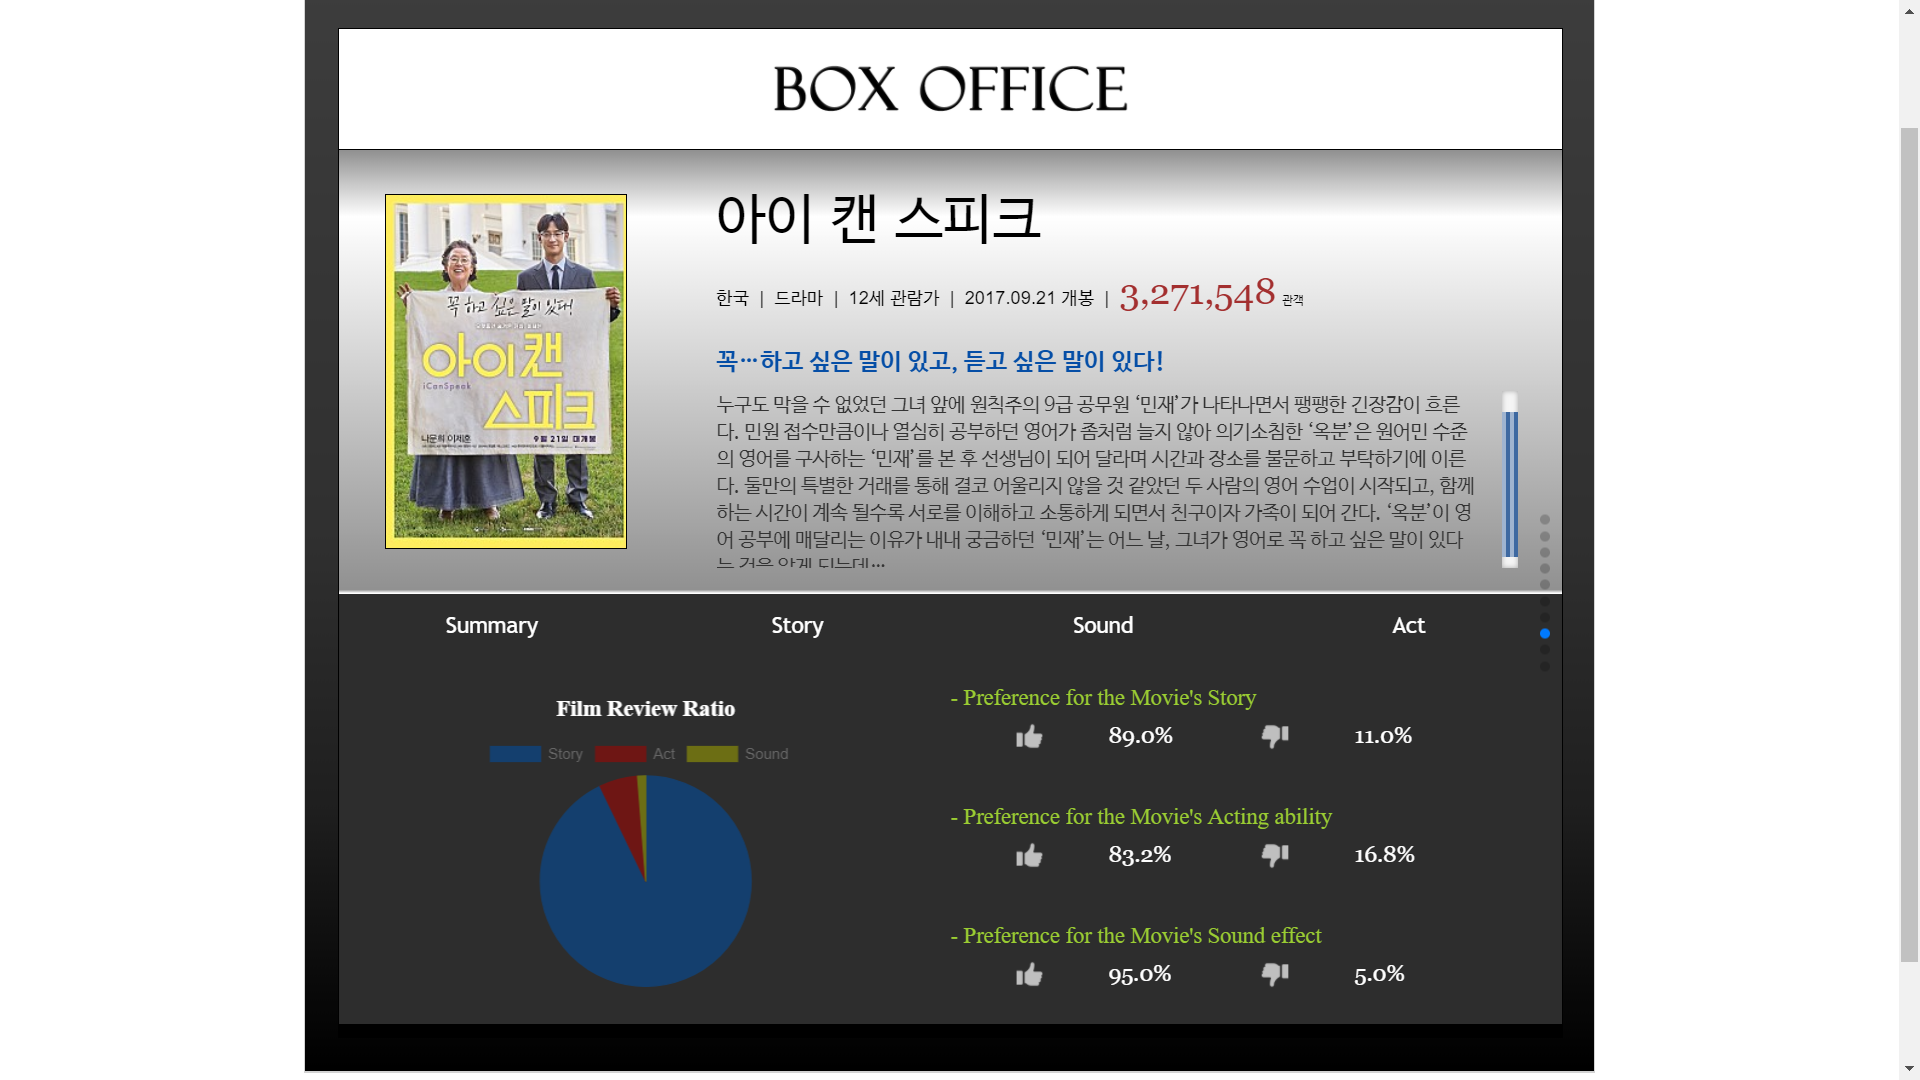 BOX OFFICE
아이 캔 스피크
꼭 하고 싶은 말이 있다!
아이 캔
iCanSpeak
스피크
나문희 이제훈
9월 21일 대개봉
한국 | 드라마 | 12세 관람가 | 2017.09.21 개봉 | 3,271,548 관객
꼭…하고 싶은 말이 있고, 듣고 싶은 말이 있다!
누구도 막을 수 없었던 그녀 앞에 원칙주의 9급 공무원 ‘민재’가 나타나면서 팽팽한 긴장감이 흐른
다. 민원 접수만큼이나 열심히 공부하던 영어가 좀처럼 늘지 않아 의기소침한 ‘옥분’은 원어민 수준
의 영어를 구사하는 ‘민재’를 본 후 선생님이 되어 달라며 시간과 장소를 불문하고 부탁하기에 이른
다. 둘만의 특별한 거래를 통해 결코 어울리지 않을 것 같았던 두 사람의 영어 수업이 시작되고, 함께
하는 시간이 계속 될수록 서로를 이해하고 소통하게 되면서 친구이자 가족이 되어 간다. ‘옥분’이 영
어 공부에 매달리는 이유가 내내 궁금하던 ‘민재’는 어느 날, 그녀가 영어로 꼭 하고 싶은 말이 있다
는 것을 알게 되는데…
Summary Story Sound Act
Film Review Ratio
Story Act Sound
- Preference for the Movie's Story
89.0% 11.0%
- Preference for the Movie's Acting ability
83.2% 16.8%
- Preference for the Movie's Sound effect
95.0% 5.0%